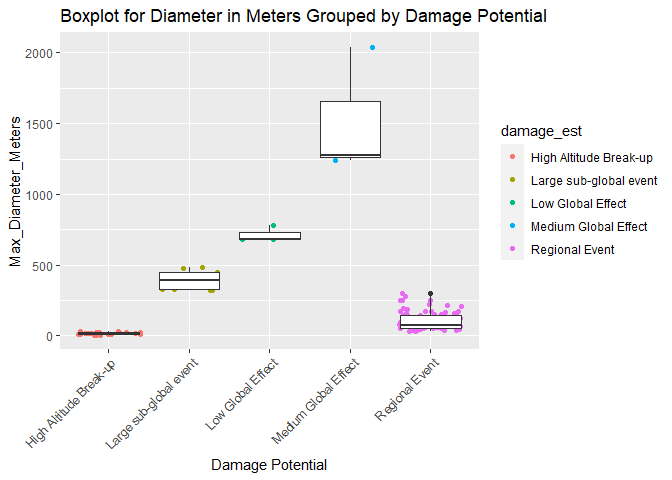 Boxplot for Diameter in Meters Grouped by Damage Potential
Max_Diameter_Meters
2000
1500
1000
500
0
High Altitude Break-up
Large sub-global event
Low Global Effect
Medium Global Effect
Regional Event
Damage Potential
damage_est
High Altitude Break-up
Large sub-global event
Low Global Effect
Medium Global Effect
Regional Event